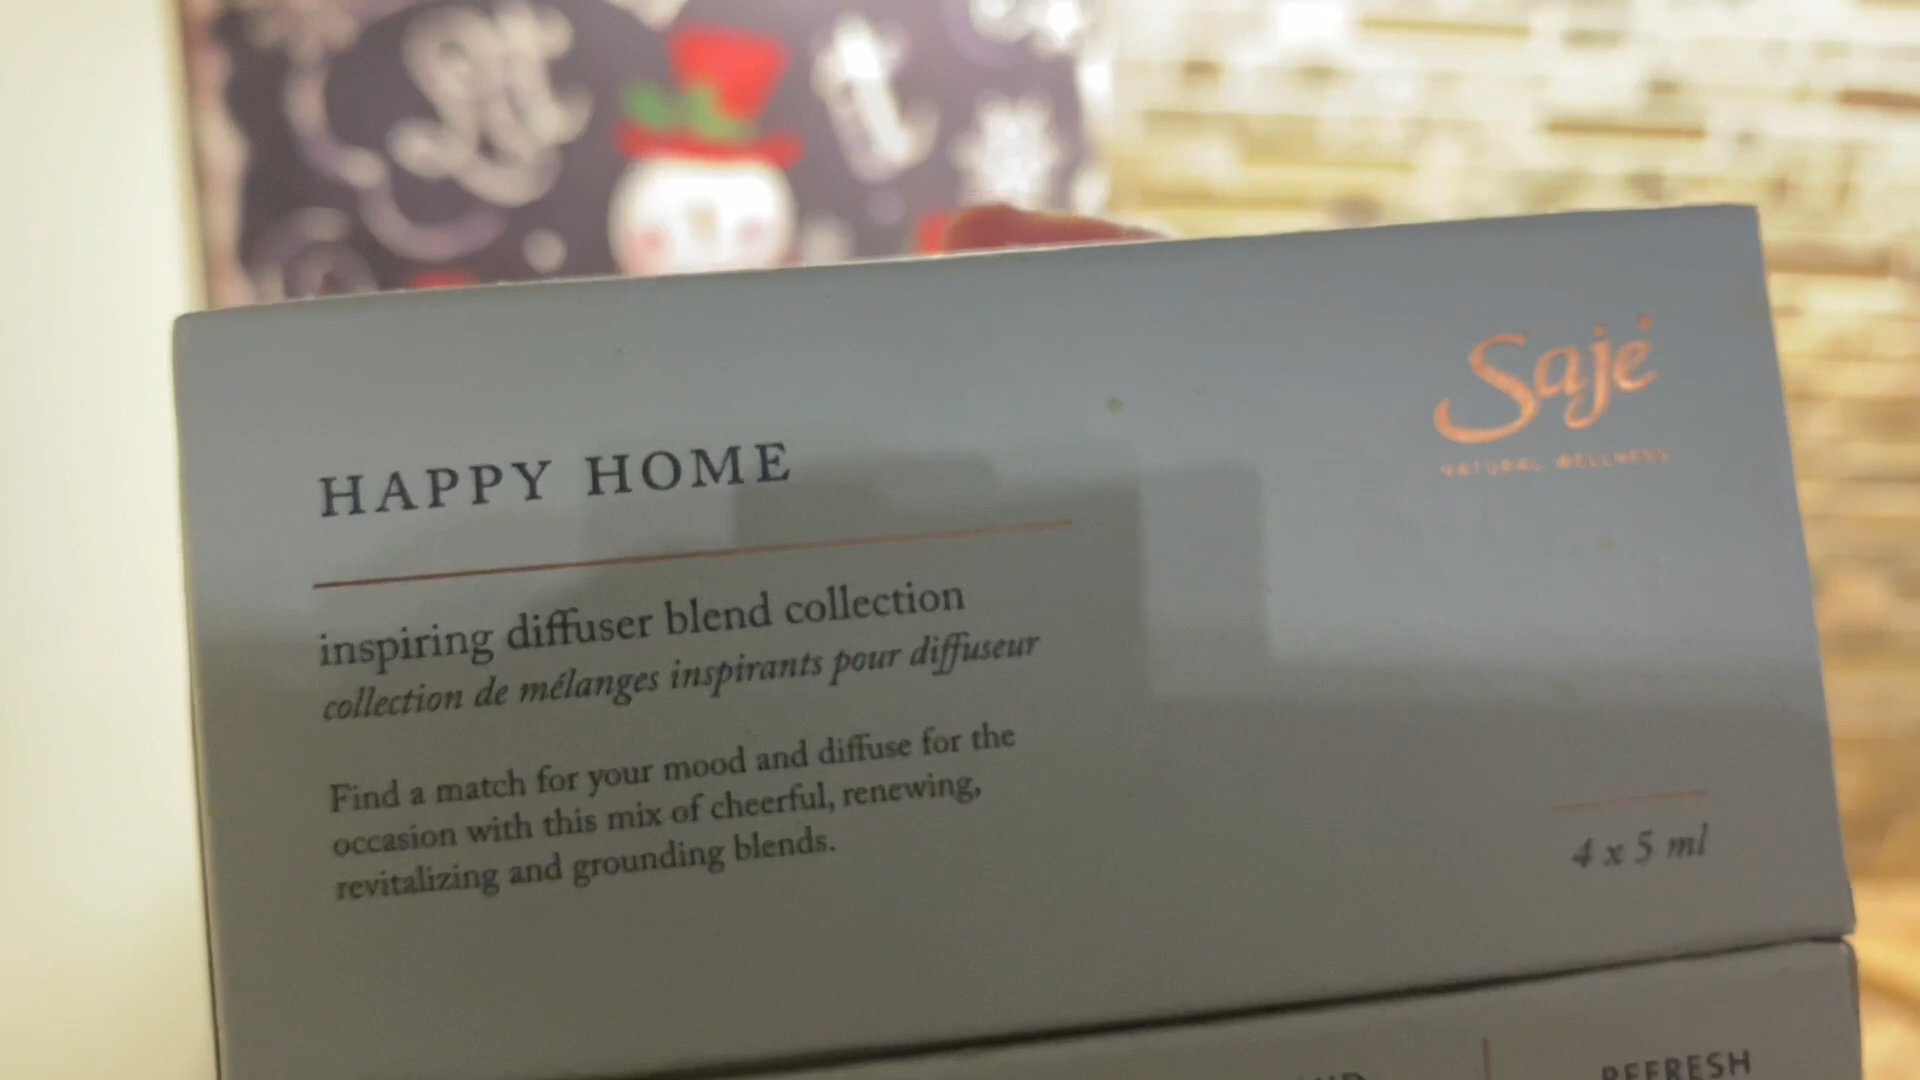 Saje
NATURAL WELLNESS
HAPPY HOME
inspiring diffuser blend collection
collection de mélanges inspirants pour diffuseur
Find a match for your mood and diffuse for the
occasion with this mix of cheerful, renewing,
revitalizing and grounding blends.
4 x 5 ml
REFRESH